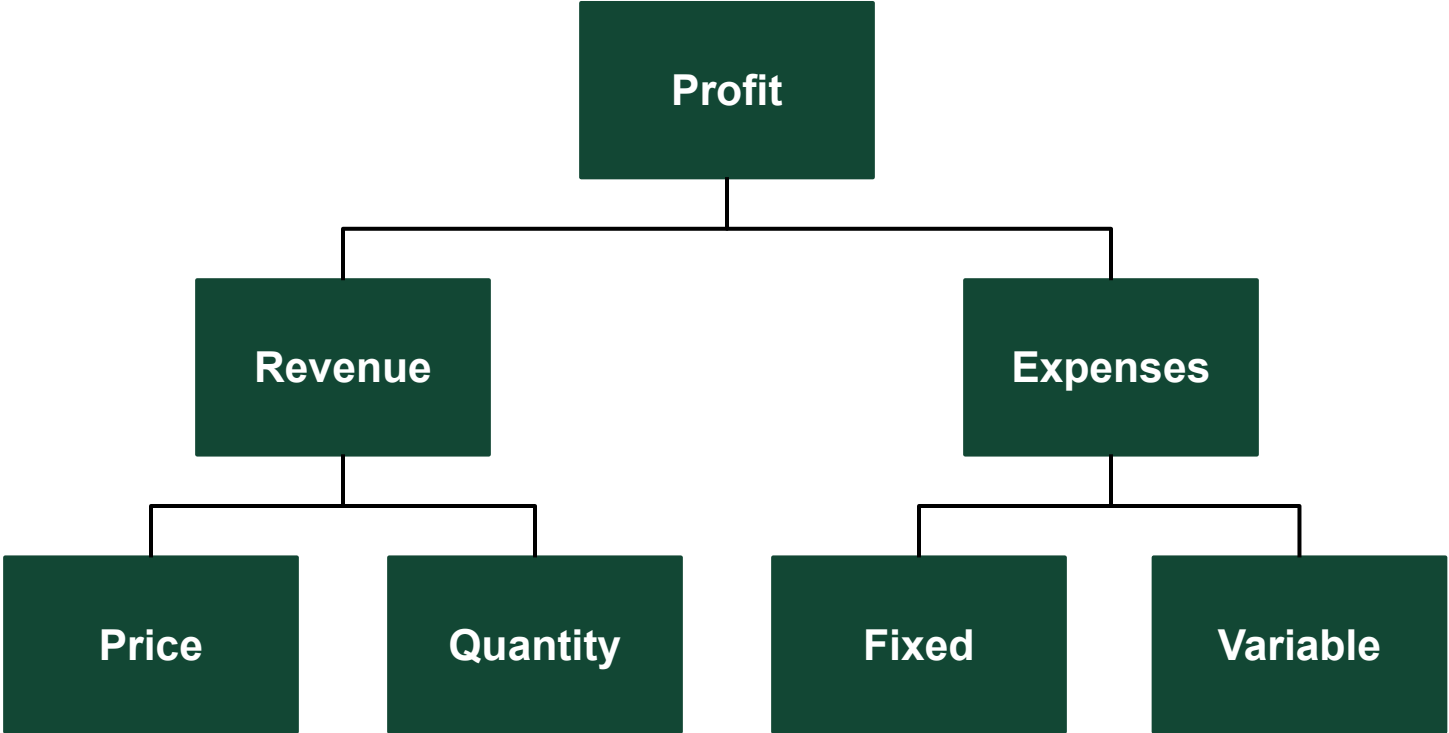 Profit
Revenue
Expenses
Price
Quantity
Fixed
Variable